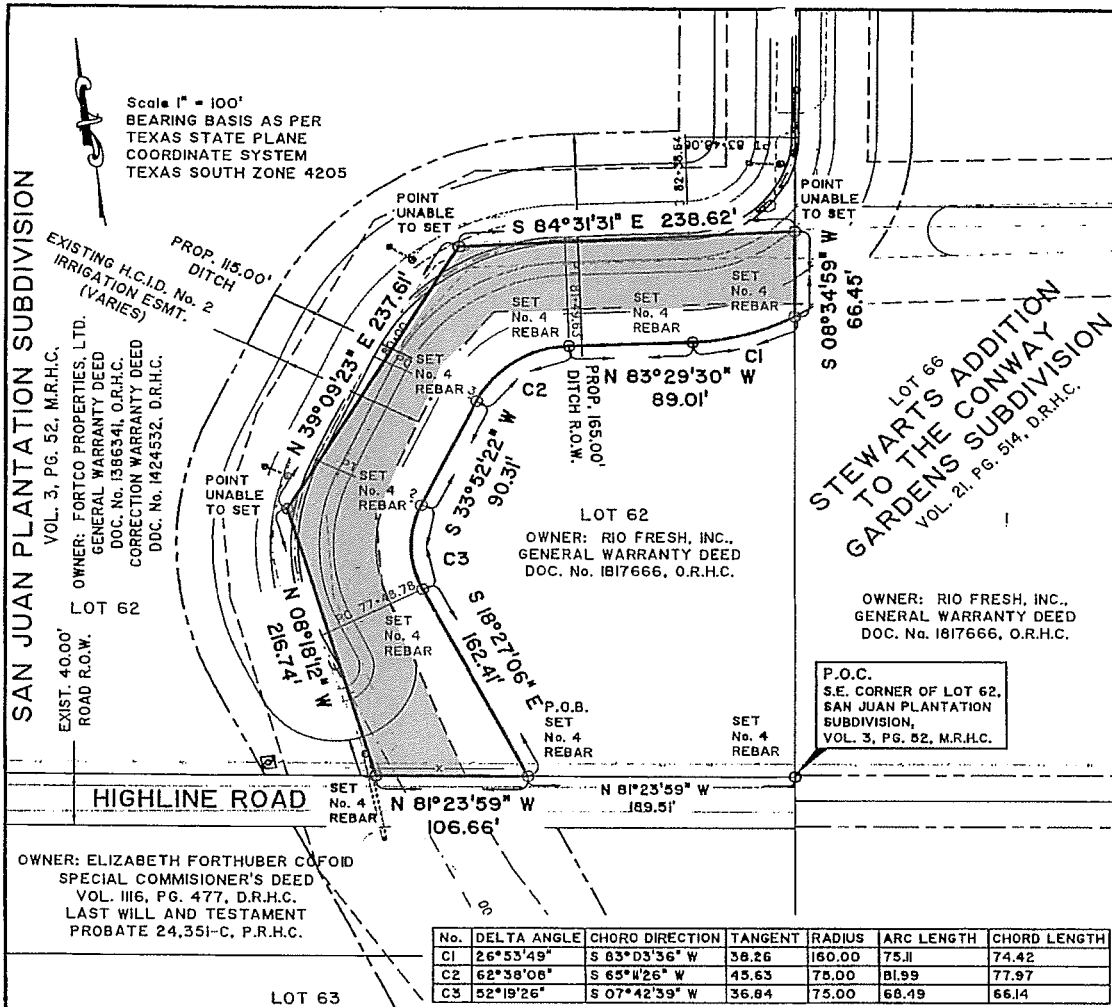 Scale 1" = 100'
BEARING BASIS AS PER
TEXAS STATE PLANE
COORDINATE SYSTEM
TEXAS SOUTH ZONE 4205
SAN JUAN PLANTATION SUBDIVISION
VOL. 3, PG. 52, M.R.H.C.
OWNER: FORTCO PROPERTIES, LTD.
GENERAL WARRANTY DEED
DOC. No. 1386341, O.R.H.C.
CORRECTION WARRANTY DEED
DDC. No. 1424532, D.R.H.C.
LOT 62
EXIST. 40.00'
ROAD R.O.W.
EXISTING H.C.I.D. No. 2
IRRIGATION ESMT.
(VARIES)
PROP. 115.00'
DITCH
POINT
UNABLE
TO SET
S 84°31'31" E 238.62'
POINT
UNABLE
TO SET
S 08°34'59" W
66.45'
N 39°09'23" E 237.61'
SET
No. 4
REBAR
SET
No. 4
REBAR
SET
No. 4
REBAR
C1
N 83°29'30" W
89.01'
C2
PROP. 165.00'
DITCH R.O.W.
SET
No. 4
REBAR
S 33°52'22" W
90.31'
SET
No. 4
REBAR
POINT
UNABLE
TO SET
C3
LOT 62
OWNER: RIO FRESH, INC.,
GENERAL WARRANTY DEED
DOC. No. 1817666, O.R.H.C.
LOT 66
STEWARTS ADDITION
TO THE CONWAY
GARDENS SUBDIVISION
VOL. 21, PG. 514, D.R.H.C.
OWNER: RIO FRESH, INC.,
GENERAL WARRANTY DEED
DOC. No. 1817666, O.R.H.C.
N 08°18'12" W
216.74'
SET
No. 4
REBAR
S 18°27'06" E
162.41'
P.O.B.
SET
No. 4
REBAR
SET
No. 4
REBAR
P.O.C.
S.E. CORNER OF LOT 62,
SAN JUAN PLANTATION
SUBDIVISION,
VOL. 3, PG. 52, M.R.H.C.
HIGHLINE ROAD
SET
No. 4
REBAR
N 81°23'59" W
106.66'
N 81°23'59" W
189.51'
OWNER: ELIZABETH FORTHUBER COFOID
SPECIAL COMMISIONER'S DEED
VOL. 1116, PG. 477, D.R.H.C.
LAST WILL AND TESTAMENT
PROBATE 24,351-C, P.R.H.C.
LOT 63
No. DELTA ANGLE CHORD DIRECTION TANGENT RADIUS ARC LENGTH CHORD LENGTH
C1 26°53'49" S 83°03'36" W 38.26 160.00 75.11 74.42
C2 62°38'08" S 65°11'26" W 45.63 75.00 81.99 77.97
C3 52°19'26" S 07°42'39" W 36.84 75.00 68.49 66.14